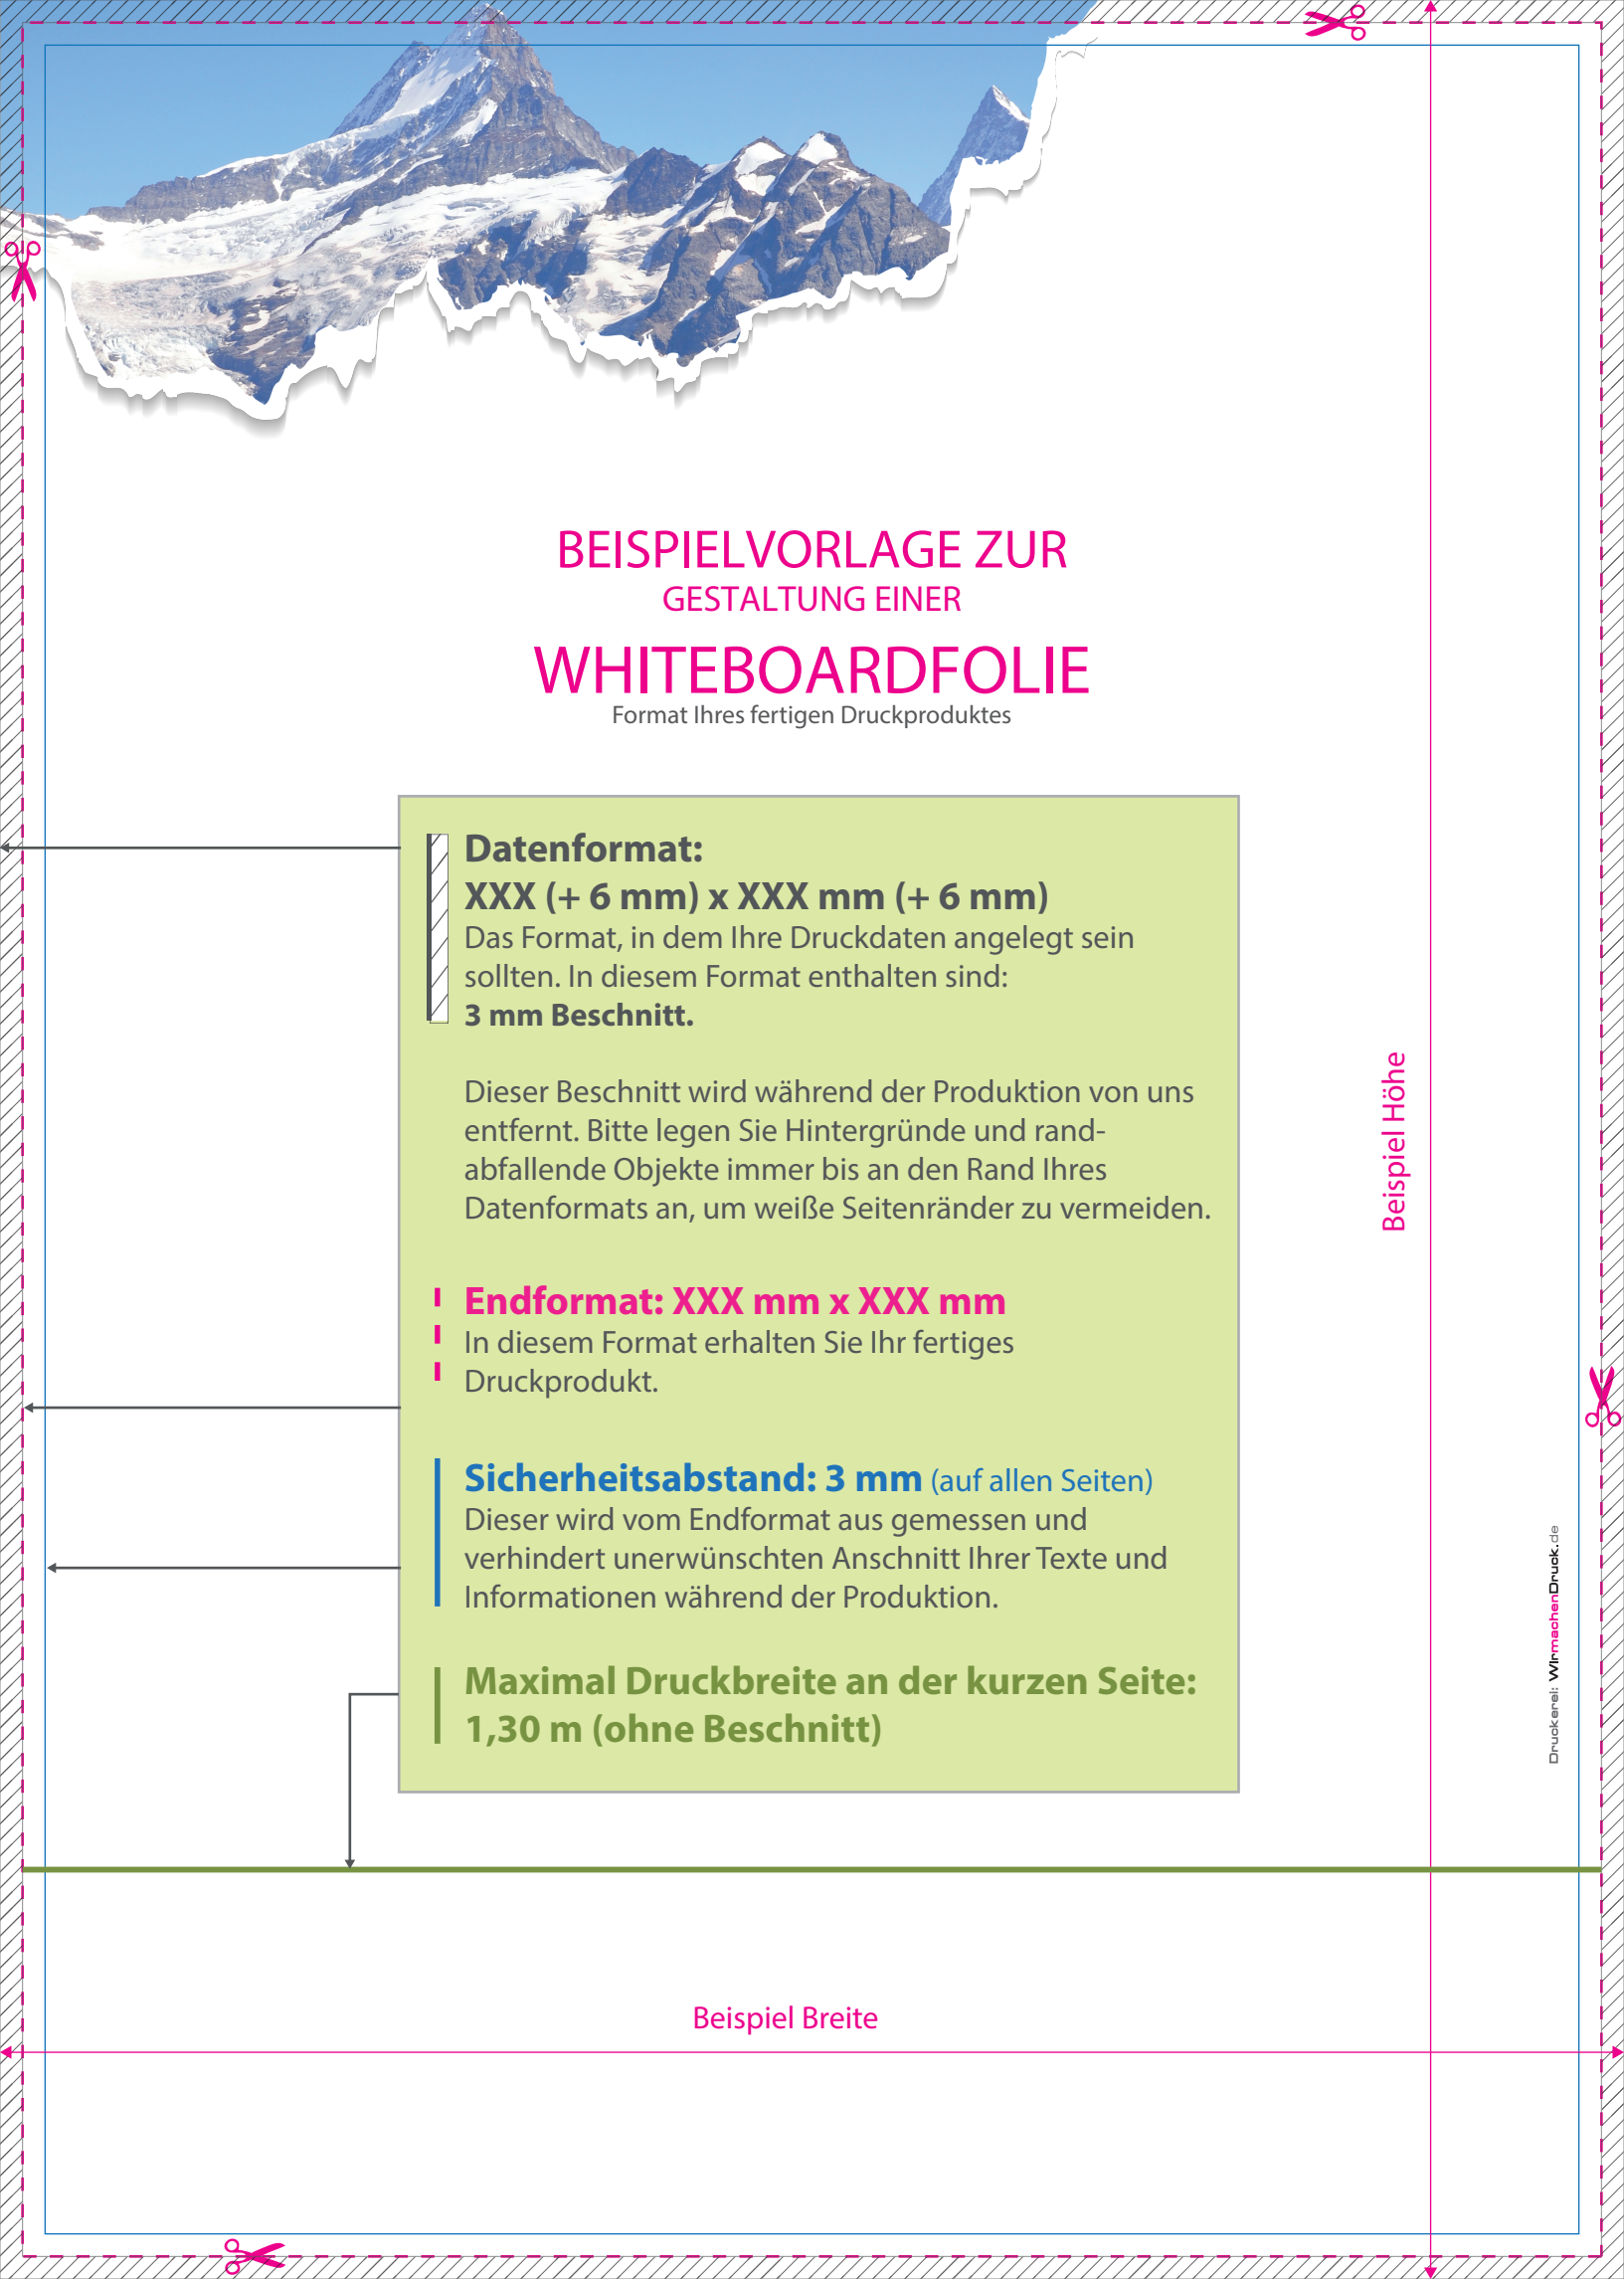 BEISPIELVORLAGE ZUR
GESTALTUNG EINER
WHITEBOARDFOLIE
Format Ihres fertigen Druckproduktes
Datenformat:
XXX (+ 6 mm) x XXX mm (+ 6 mm)
Das Format, in dem Ihre Druckdaten angelegt sein
sollten. In diesem Format enthalten sind:
3 mm Beschnitt.
Dieser Beschnitt wird während der Produktion von uns
entfernt. Bitte legen Sie Hintergründe und rand-
abfallende Objekte immer bis an den Rand Ihres
Datenformats an, um weiße Seitenränder zu vermeiden.
Endformat: XXX mm x XXX mm
In diesem Format erhalten Sie Ihr fertiges
Druckprodukt.
Sicherheitsabstand: 3 mm (auf allen Seiten)
Dieser wird vom Endformat aus gemessen und
verhindert unerwünschten Anschnitt Ihrer Texte und
Informationen während der Produktion.
Maximal Druckbreite an der kurzen Seite:
1,30 m (ohne Beschnitt)
Beispiel Höhe
Druckerei: WirmachenDruck.de
Beispiel Breite